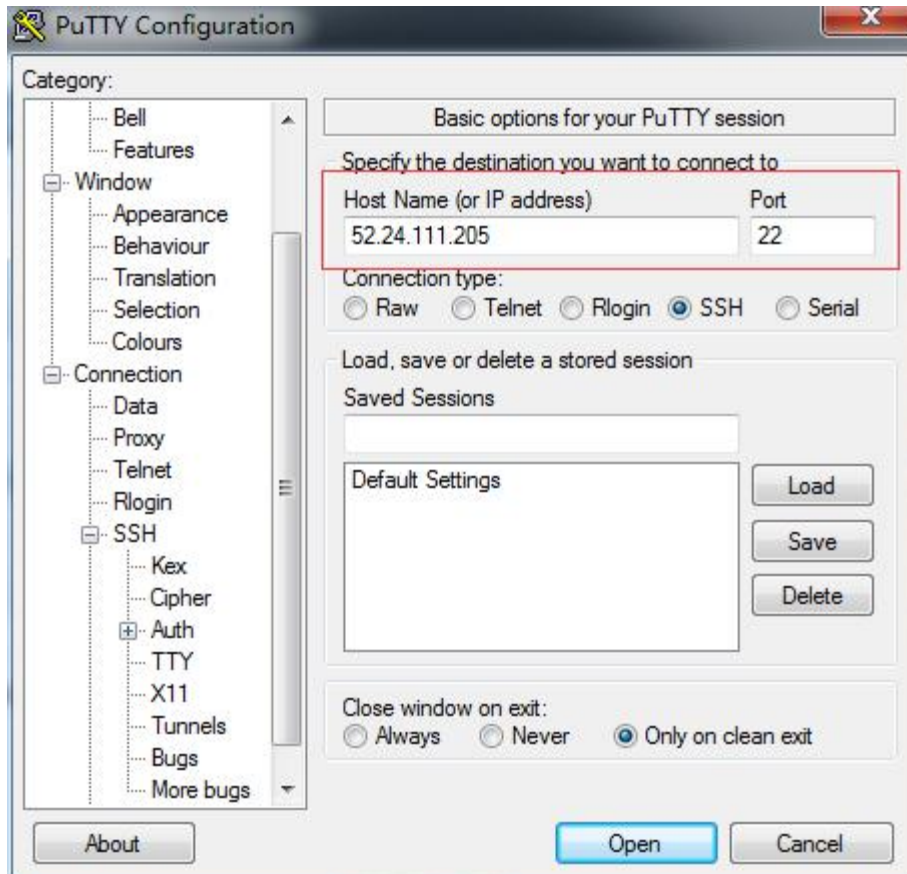 PuTTY Configuration
Category:
Bell
Features
Window
Appearance
Behaviour
Translation
Selection
Colours
Connection
Data
Proxy
Telnet
Rlogin
SSH
Kex
Cipher
Auth
TTY
X11
Tunnels
Bugs
More bugs
Basic options for your PuTTY session
Specify the destination you want to connect to
Host Name (or IP address) Port
52.24.111.205 22
Connection type:
Raw Telnet Rlogin SSH Serial
Load, save or delete a stored session
Saved Sessions
Default Settings
Load
Save
Delete
Close window on exit:
Always Never Only on clean exit
About Open Cancel